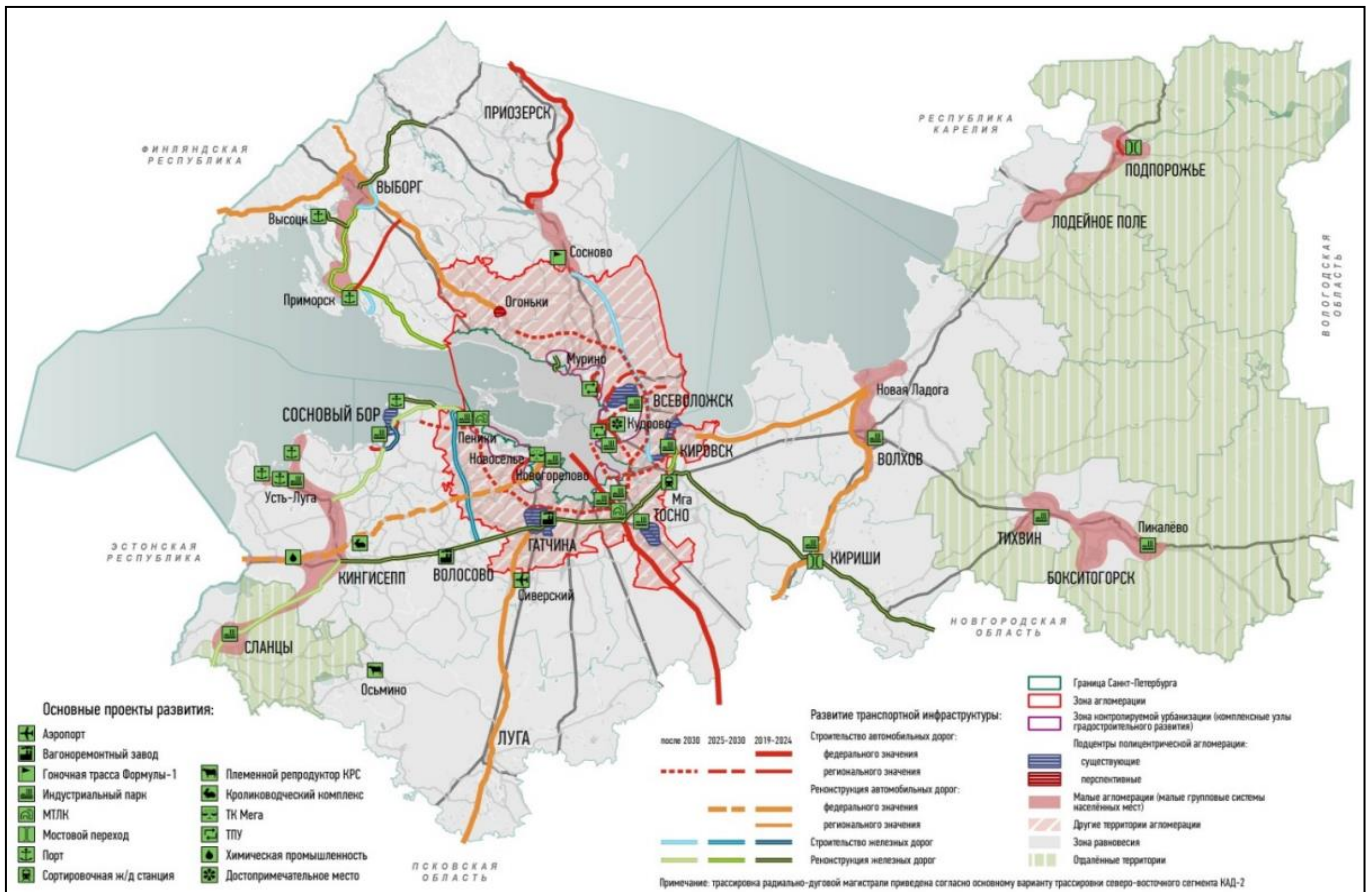 ПРИОЗЕРСК
РЕСПУБЛИКА
КАРЕЛИЯ
ФИНЛЯНДСКАЯ
РЕСПУБЛИКА
ПОДПОРОЖЬЕ
ВЫБОРГ
ЛОДЕЙНОЕ ПОЛЕ
Высоцк
ВОЛОГОДСКАЯ
ОБЛАСТЬ
Сосново
Приморск
Огоньки
Мурино
Новая Ладога
ВСЕВОЛОЖСК
СОСНОВЫЙ БОР
Кудрово
Пеники
КИРОВСК
ВОЛХОВ
Новоселье
Новогорелово
Усть-Луга
Мга
ТОСНО
ТИХВИН
Пикалёво
ЭСТОНСКАЯ
РЕСПУБЛИКА
ГАТЧИНА
КИРИШИ
КИНГИСЕПП
ВОЛОСОВО
БОКСИТОГОРСК
Сиверский
НОВГОРОДСКАЯ
ОБЛАСТЬ
СЛАНЦЫ
Осьмино
ЛУГА
ПСКОВСКАЯ
ОБЛАСТЬ
Основные проекты развития:
Аэропорт
Вагоноремонтный завод
Гоночная трасса Формулы-1
Индустриальный парк
МТЛК
Мостовой переход
Порт
Сортировочная ж/д станция
Племенной репродуктор КРС
Кролиководческий комплекс
ТК Мега
ТПУ
Химическая промышленность
Достопримечательное место
Развитие транспортной инфраструктуры:
после 2030 2025-2030 2019-2024
Строительство автомобильных дорог:
федерального значения
регионального значения
Реконструкция автомобильных дорог:
федерального значения
регионального значения
Строительство железных дорог
Реконструкция железных дорог
Граница Санкт-Петербурга
Зона агломерации
Зона контролируемой урбанизации (комплексные узлы
градостроительного развития)
Подцентры полицентрической агломерации:
существующие
перспективные
Малые агломерации (малые групповые системы
населённых мест)
Другие территории агломерации
Зона равновесия
Отдалённые территории
Примечание: трассировка радиально-дуговой магистрали приведена согласно основному варианту трассировки северо-восточного сегмента КАД-2